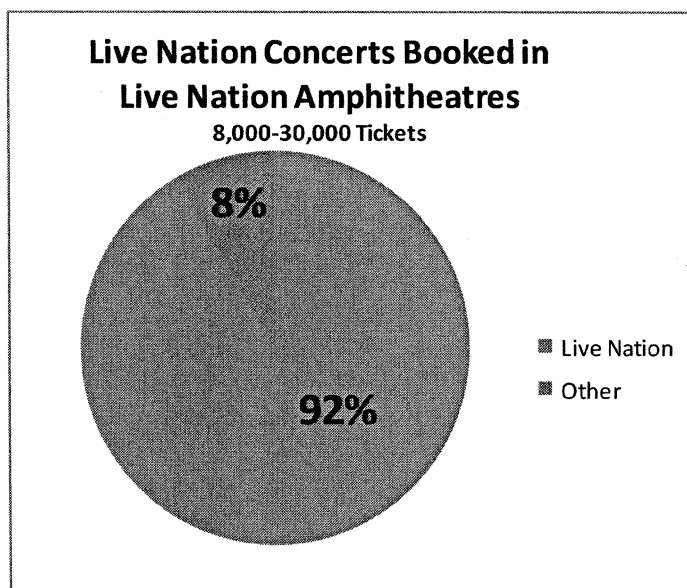 Live Nation Concerts Booked in
Live Nation Amphitheatres
8,000-30,000 Tickets
8%
92%
Live Nation
Other